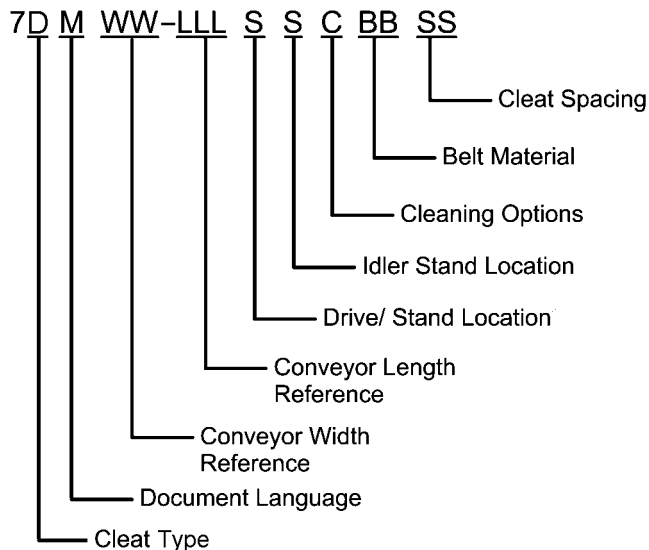 7D M WW-LLL S S C BB SS
Cleat Spacing
Belt Material
Cleaning Options
Idler Stand Location
Drive/ Stand Location
Conveyor Length
Reference
Conveyor Width
Reference
Document Language
Cleat Type